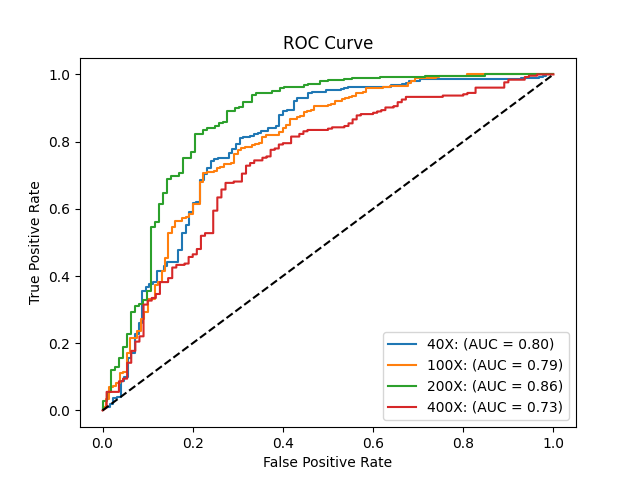 ROC Curve
1.0
0.8
0.6
0.4
0.2
0.0
True Positive Rate
40X: (AUC = 0.80)
100X: (AUC = 0.79)
200X: (AUC = 0.86)
400X: (AUC = 0.73)
0.0 0.2 0.4 0.6 0.8 1.0
False Positive Rate